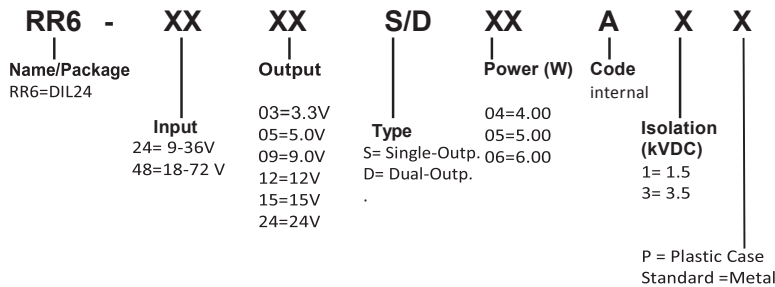 RR6 - XX XX S/D XX A X X
Name/Package
RR6=DIL24
Input
24= 9-36V
48=18-72 V
Output
03=3.3V
05=5.0V
09=9.0V
12=12V
15=15V
24=24V
Type
S= Single-Outp.
D= Dual-Outp.
.
Power (W)
04=4.00
05=5.00
06=6.00
Code
internal
Isolation
(kVDC)
1= 1.5
3= 3.5
P = Plastic Case
Standard =Metal